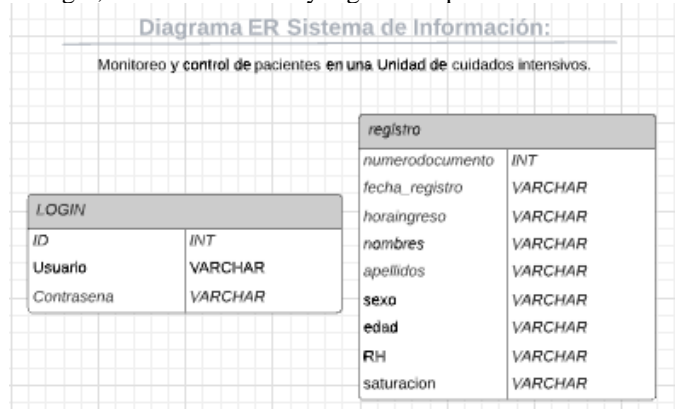 Diagrama ER Sistema de Información:
Monitoreo y control de pacientes en una Unidad de cuidados intensivos.
LOGIN
ID INT
Usuario VARCHAR
Contrasena VARCHAR
registro
numerodocumento INT
fecha_registro VARCHAR
horaingreso VARCHAR
nombres VARCHAR
apellidos VARCHAR
sexo VARCHAR
edad VARCHAR
RH VARCHAR
saturacion VARCHAR